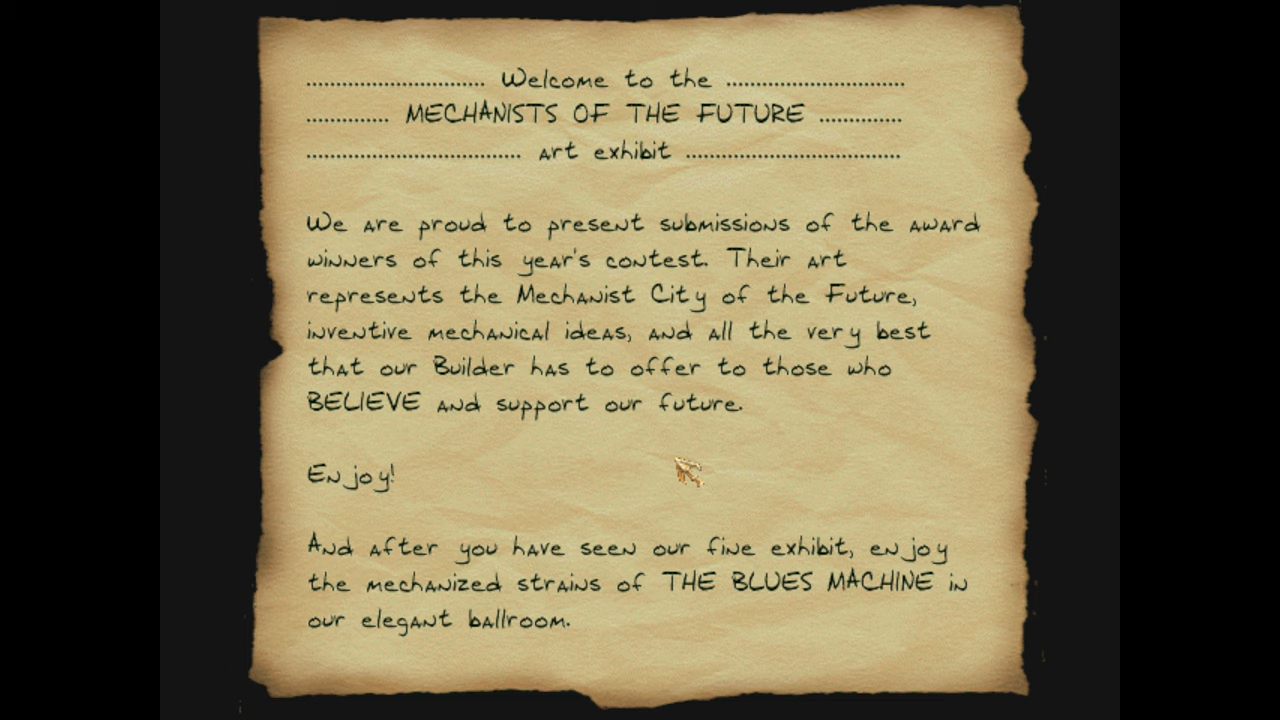 .............................. Welcome to the ..............................
.............. MECHANISTS OF THE FUTURE ..............
.................................... art exhibit ....................................
We are proud to present submissions of the award
winners of this year's contest. Their art
represents the Mechanist City of the Future,
inventive mechanical ideas, and all the very best
that our Builder has to offer to those who
BELIEVE and support our future.
Enjoy!
And after you have seen our fine exhibit, enjoy
the mechanized strains of THE BLUES MACHINE in
our elegant ballroom.